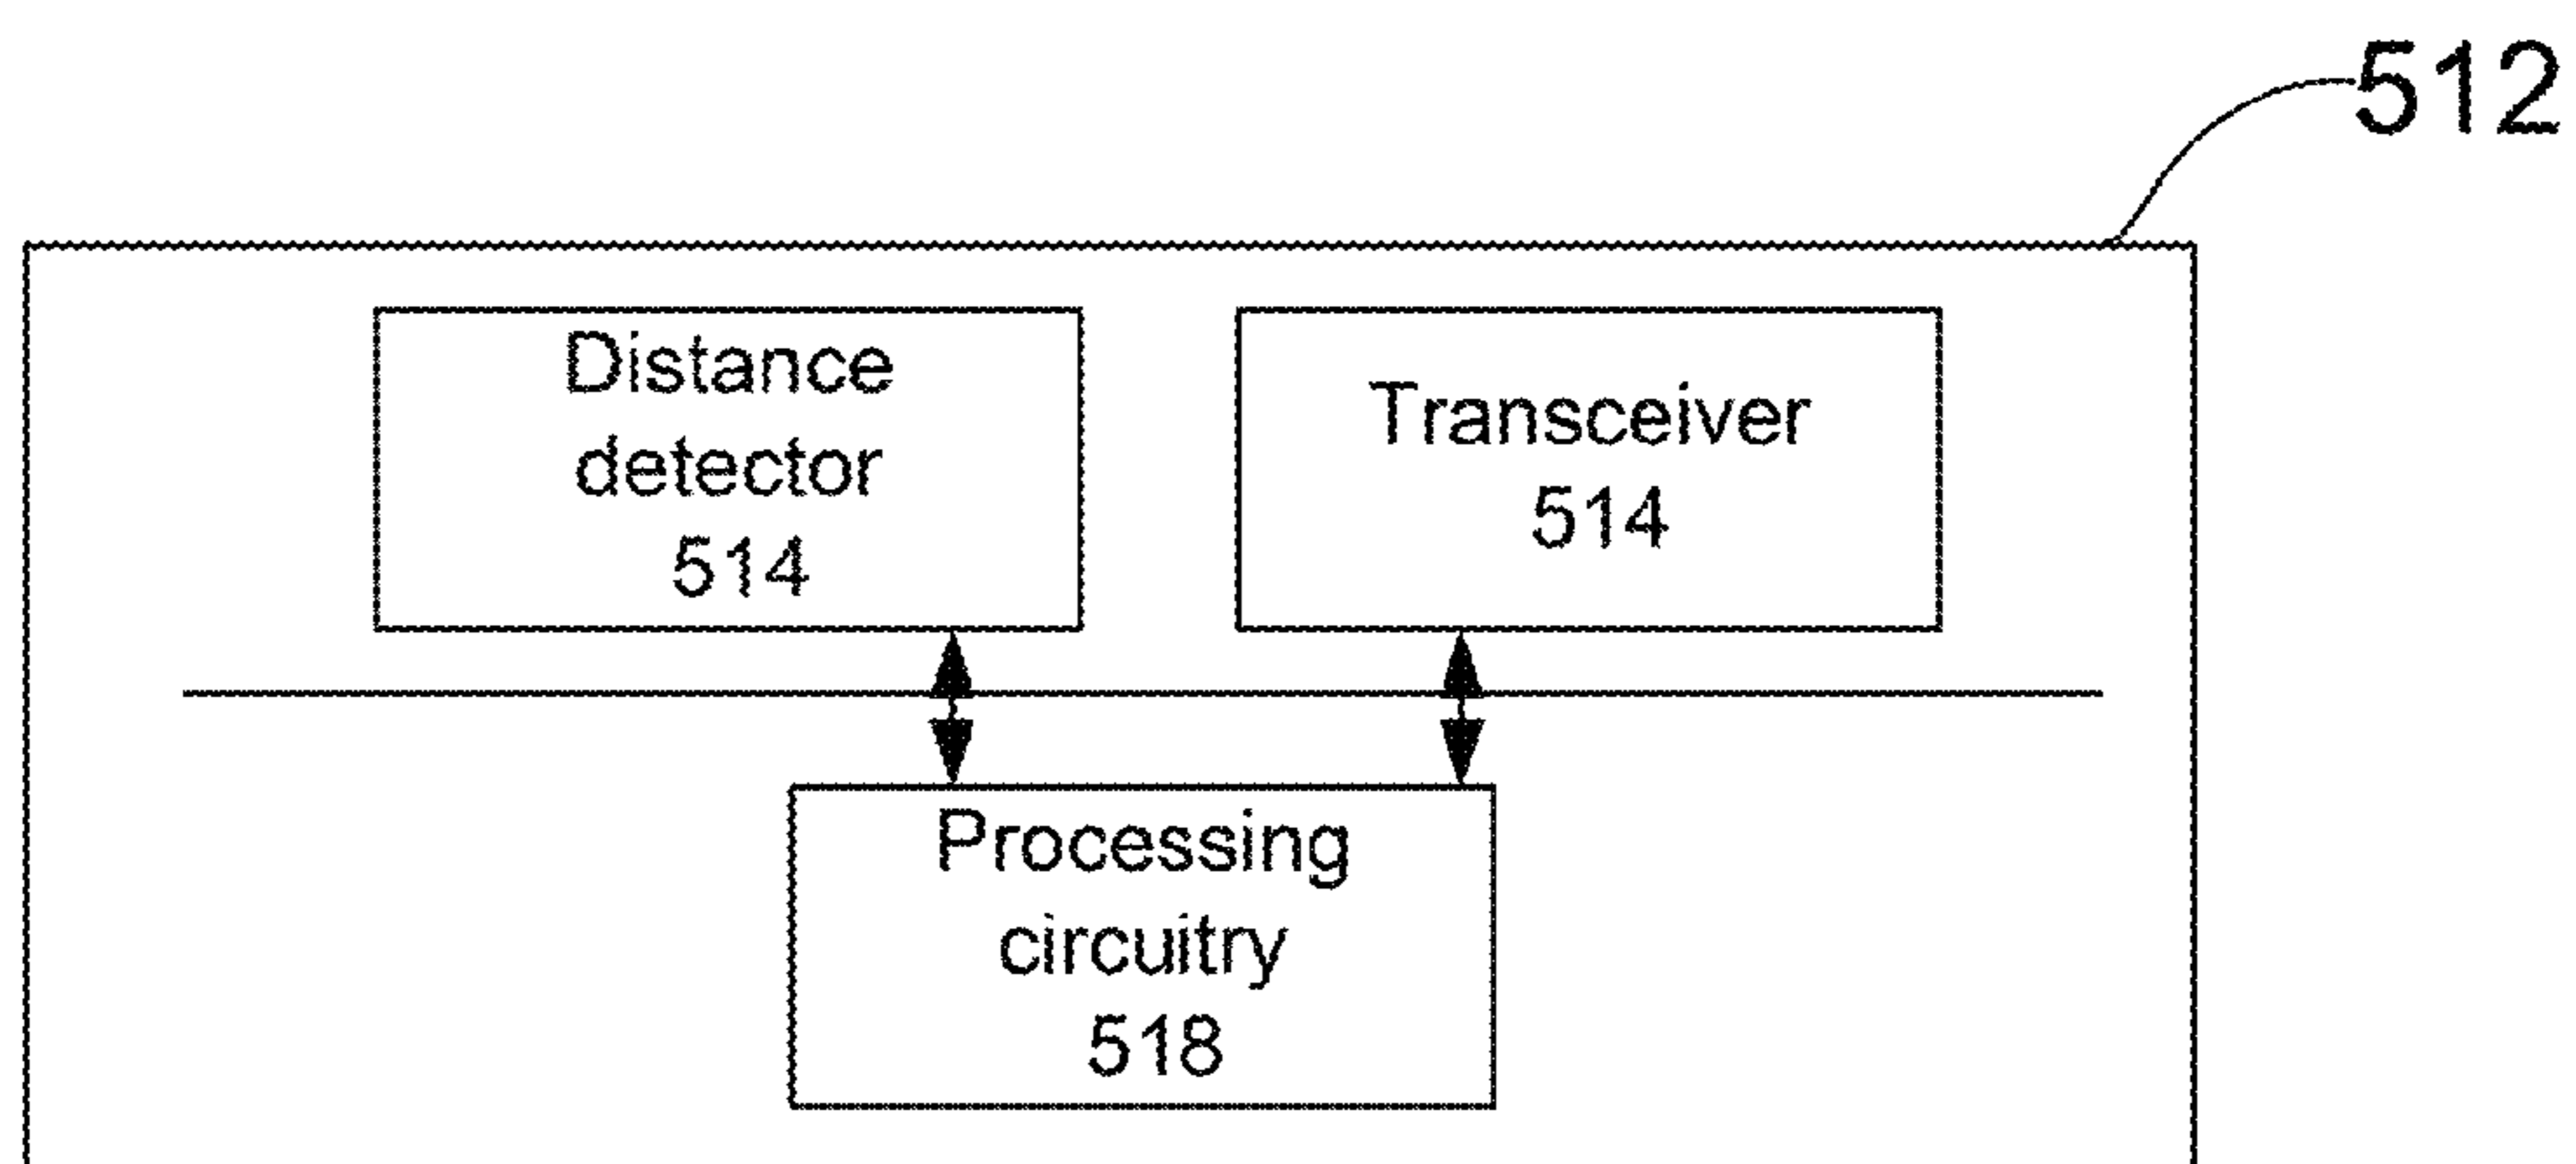 512
Distance
detector
514
Transceiver
514
Processing
circuitry
518